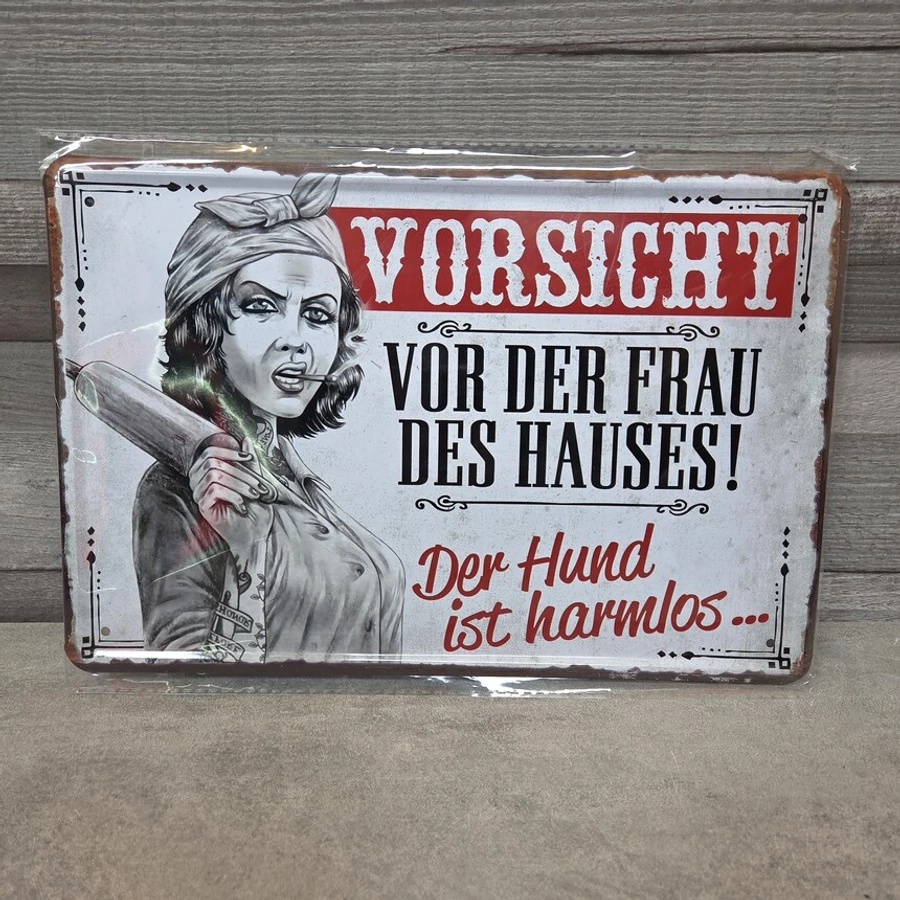 VORSICHT
VOR DER FRAU
DES HAUSES!
Der Hund
ist harmlos...